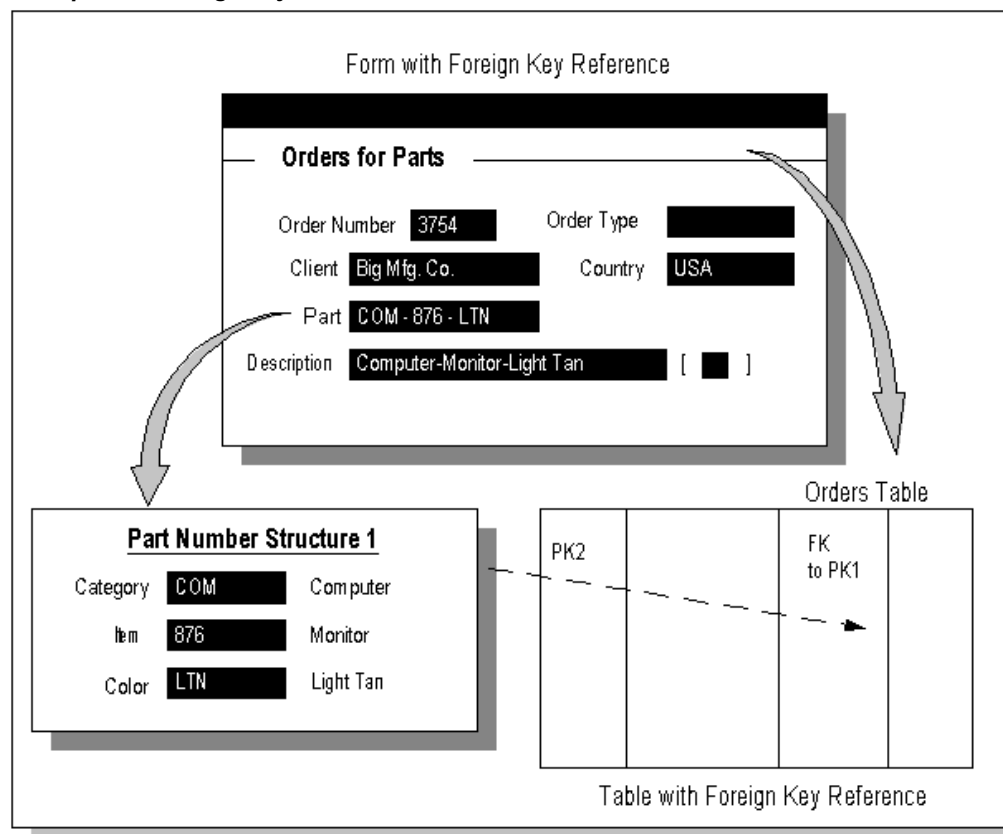 Form with Foreign Key Reference
Orders for Parts
Order Number 3754 Order Type
Client Big Mfg. Co. Country USA
Part COM - 876 - LTN
Description Computer-Monitor-Light Tan [ ]
Orders Table
Part Number Structure 1
Category COM Computer
Item 876 Monitor
Color LTN Light Tan
PK2
FK
to PK1
Table with Foreign Key Reference